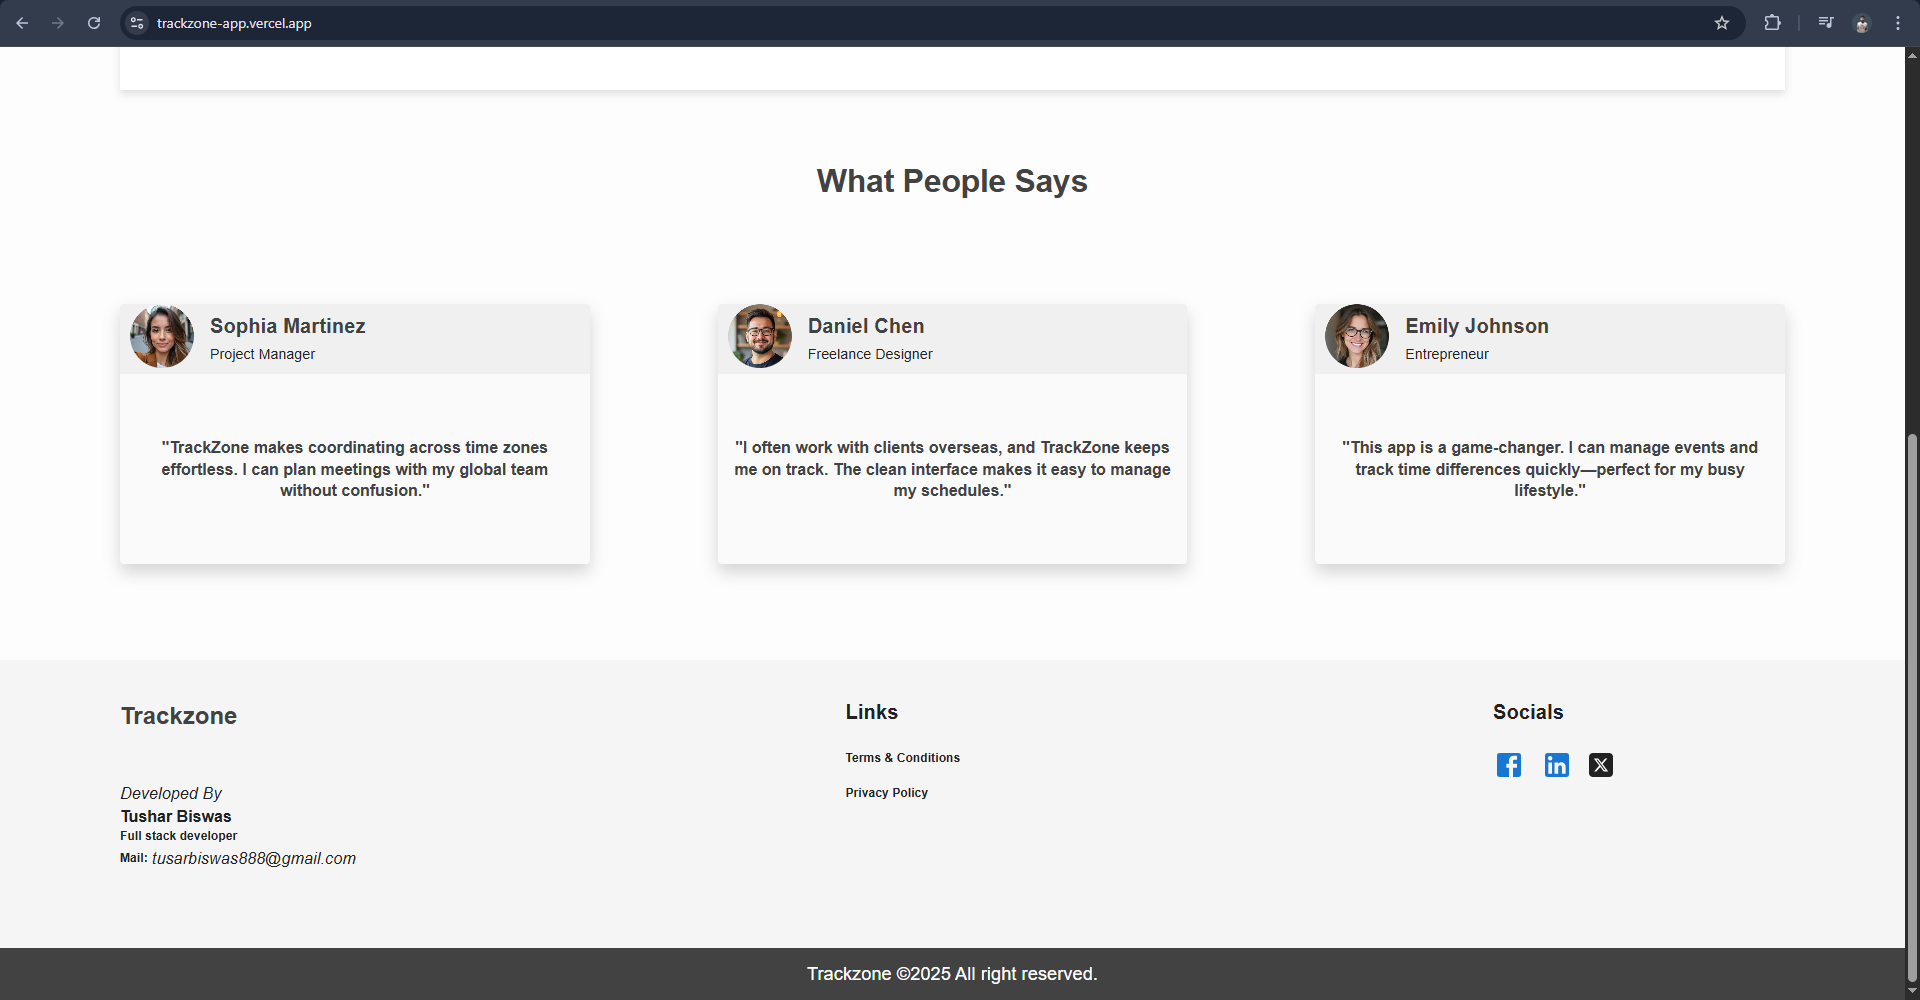 trackzone-app.vercel.app
What People Says
Sophia Martinez
Project Manager
"TrackZone makes coordinating across time zones
effortless. I can plan meetings with my global team
without confusion."
Daniel Chen
Freelance Designer
"I often work with clients overseas, and TrackZone keeps
me on track. The clean interface makes it easy to manage
my schedules."
Emily Johnson
Entrepreneur
"This app is a game-changer. I can manage events and
track time differences quickly—perfect for my busy
lifestyle."
Trackzone
Developed By
Tushar Biswas
Full stack developer
Mail: tusarbiswas888@gmail.com
Links
Terms & Conditions
Privacy Policy
Socials
Trackzone ©2025 All right reserved.